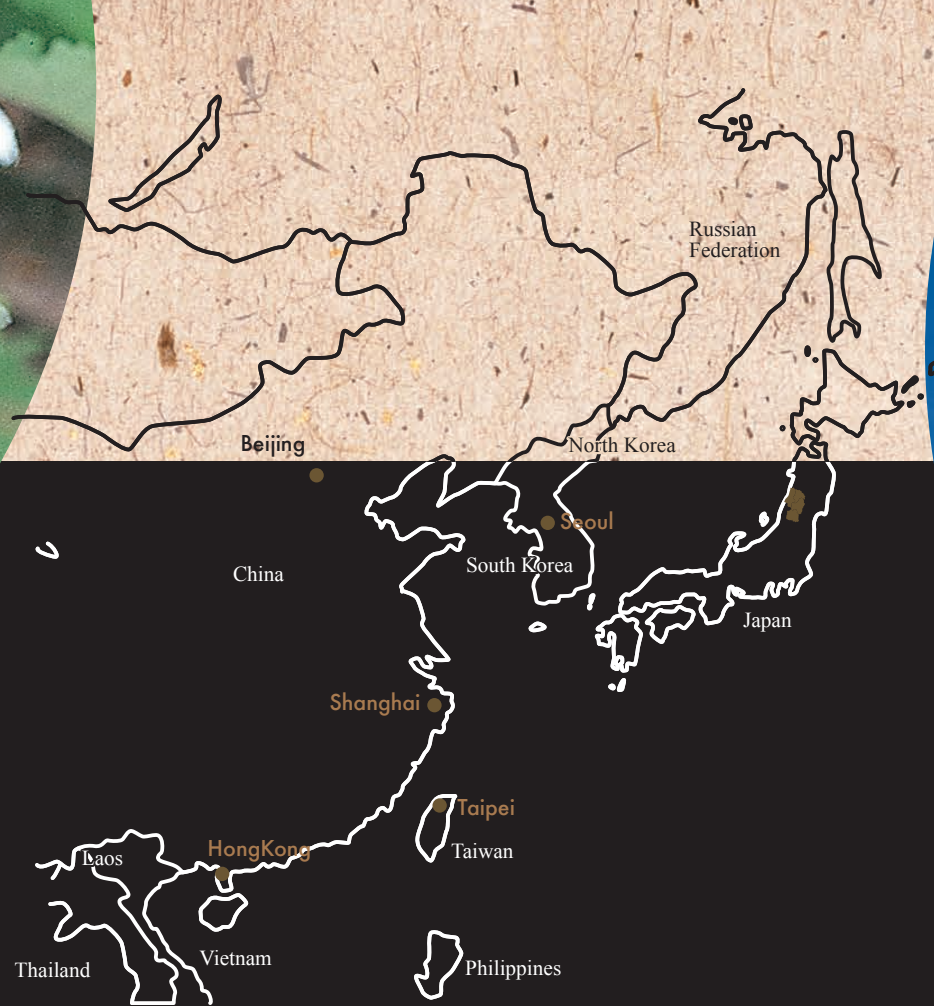 Russian
Federation
Beijing
North Korea
Seoul
South Korea
China
Japan
Shanghai
Taipei
HongKong
Taiwan
Laos
Vietnam
Philippines
Thailand